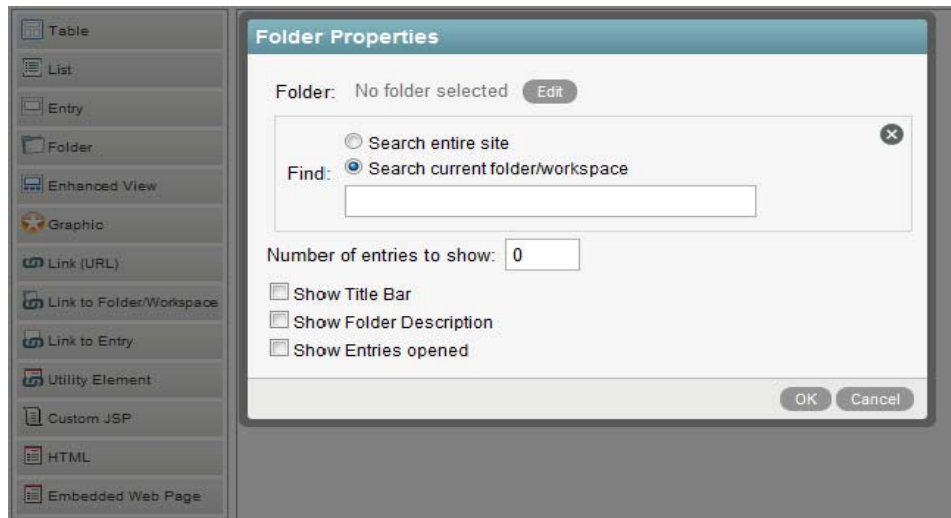 Table
List
Entry
Folder
Enhanced View
Graphic
Link (URL)
Link to Folder/Workspace
Link to Entry
Utility Element
Custom JSP
HTML
Embedded Web Page
Folder Properties
Folder: No folder selected Edit
Find:
Search entire site
Search current folder/workspace
Number of entries to show: 0
Show Title Bar
Show Folder Description
Show Entries opened
OK Cancel